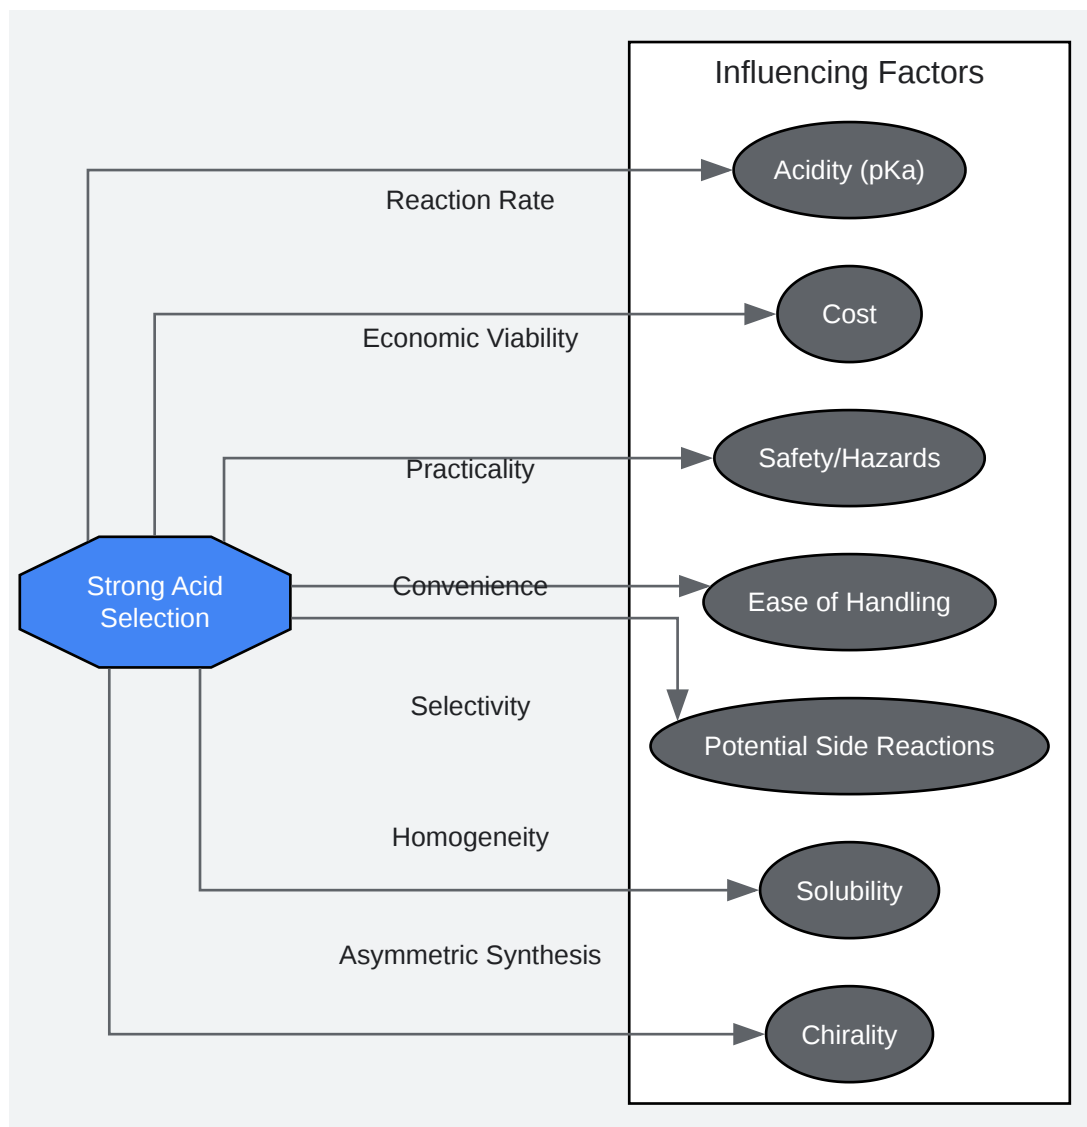 Influencing Factors
Acidity (pKa)
Reaction Rate
Cost
Economic Viability
Safety/Hazards
Practicality
Strong Acid
Selection
Convenience
Ease of Handling
Selectivity
Potential Side Reactions
Homogeneity
Solubility
Asymmetric Synthesis
Chirality